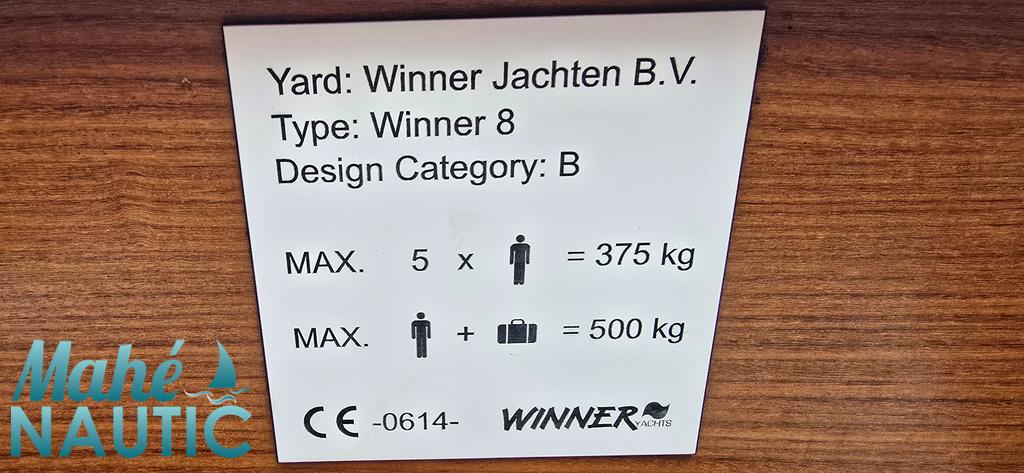 Yard: Winner Jachten B.V.
Type: Winner 8
Design Category: B
MAX. 5 x = 375 kg
MAX. + = 500 kg
CE -0614- WINNER YACHTS
Mahé
NAUTIC